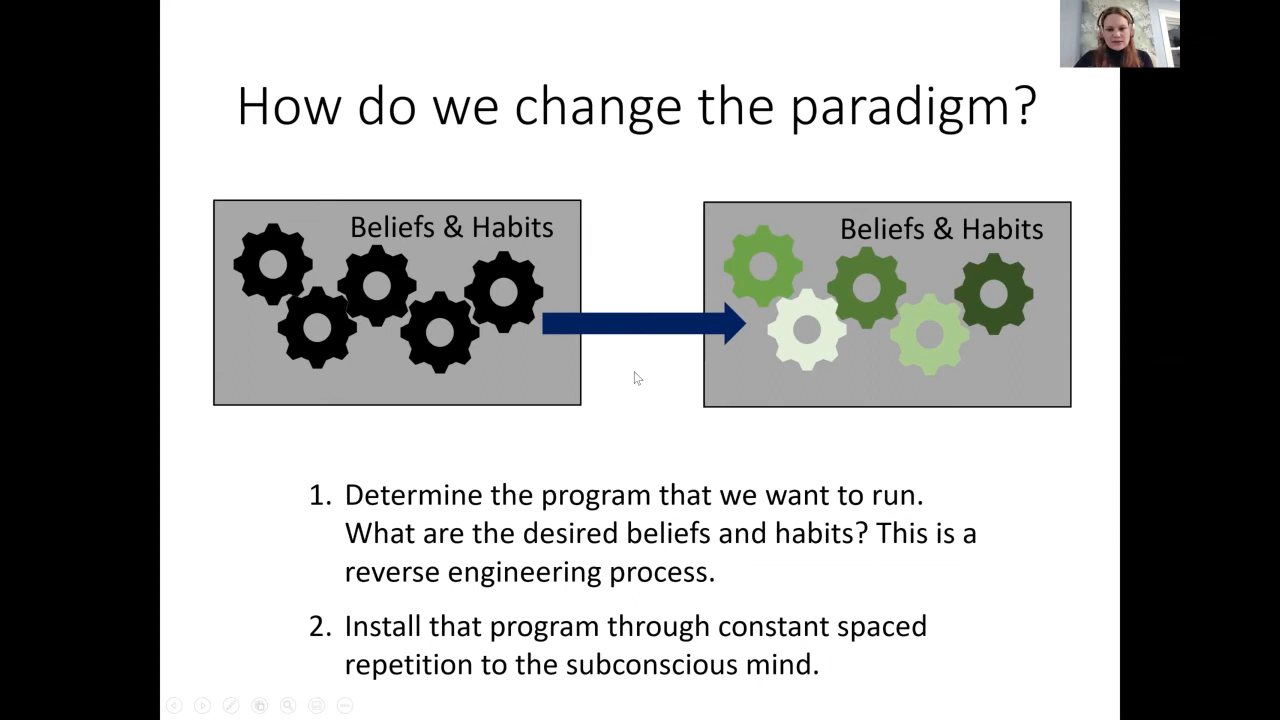 How do we change the paradigm?
Beliefs & Habits
Beliefs & Habits
1. Determine the program that we want to run.
What are the desired beliefs and habits? This is a
reverse engineering process.
2. Install that program through constant spaced
repetition to the subconscious mind.